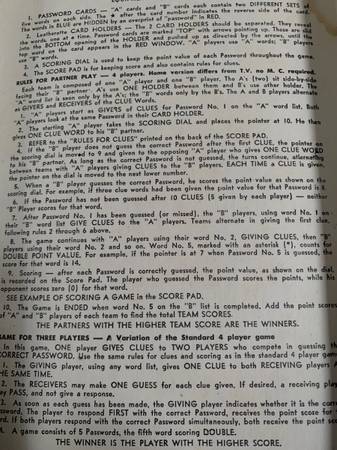 1. PASSWORD CARDS — "A" cards and "B" cards each contain TWO DIFFERENT SETS of
five words on each side. The # after the card number indicates the reverse side of the card.
The words in BLUE are HIDDEN by an overprint of "password" in RED.
2. Leatherette CARD HOLDERS — The 2 CARD HOLDERS should be separated. They reveal
the words, one at a time. Password cards are marked "TOP" with arrows pointing up. These are slid
into the BOTTOM opening of the HOLDER and pushed up as directed by the arrows, until the
top word on the card appears in the RED WINDOW. "A" players use "A" words; "B" players
use "B" words.
3. A SCORING DIAL is used to keep the point value of each Password throughout the game.
4. The SCORE PAD is for keeping score and also contains rules for clues.
RULES FOR PARTNER PLAY — 4 players. Home version differs from T.V. no M. C. required.
Each team is composed of one "A" player and one "B" player. The A's (two) sit side-by-side
facing their "B" partner. A's use ONE HOLDER between them and B's use other holder. The
"A" word list is seen only by the A's; the "B" words only by the B's. The A and B players alternate
as GIVERS and RECEIVERS of the CLUE Words.
1. "A" players start as GIVERS of CLUES for Password No. 1 on the "A" word list. Both
"A" players look at the same Password in their CARD HOLDER.
The starting "A" player takes the SCORING DIAL and places the pointer at 10. He then
gives ONE CLUE WORD to his "B" partner.
2. REFER to the "RULES FOR CLUES" printed on the back of the SCORE PAD.
3. If the "B" player does not guess the correct Password after the first CLUE, the pointer on
the scoring dial is moved to 9 and given to the opposing "A" player who gives ONE CLUE WORD
to his "B" partner. As long as the correct Password is not guessed, the turns continue, alternating
between teams with "A" players giving CLUES to the "B" players. EACH TIME a CLUE is given,
the pointer on the dial is moved to the next lower number.
5. When a "B" player guesses the correct Password, he scores the point value as shown on the
scoring dial. For example, if three clue words had been given the point value for that Password is 8.
6. If the Password has not been guessed after 10 CLUES (5 given by each player) — neither
"B" Player scores for that word.
7. After Password No. 1 has been guessed (or missed), the "B" players, using word No. 1 on
their "B" word list GIVE CLUES to the "A" players. Teams alternate in giving the first clue,
following rules 2 through 6 above.
8. The game continues with "A" players using their word No. 2, GIVING CLUES, then "B"
players using their word No. 2 and so on. Word No. 5, marked with an asterisk (*), counts for
DOUBLE POINT VALUE. For example, if the pointer is at 7 when Password No. 5 is guessed, the
score for that word is 14.
9. Scoring — after each Password is correctly guessed, the point value, as shown on the dial,
is recorded on the Score Pad. The player who guessed the Password scores the points, while his
opponent scores zero (0) for that word.
SEE EXAMPLE OF SCORING A GAME in the SCORE PAD.
10. The Game is ENDED when word No. 5 on the "B" list is completed. Add the point scores
of "A" and "B" players of each team to find the total TEAM SCORES.
THE PARTNERS WITH THE HIGHER TEAM SCORE ARE THE WINNERS.
GAME FOR THREE PLAYERS — A Variation of the Standard 4 player game
In this game, ONE player GIVES CLUES to TWO PLAYERS who compete in guessing the
CORRECT PASSWORD. Use the same rules for clues and scoring as in the standard 4 player game.
1. The GIVING player, using any word list, gives ONE CLUE to both RECEIVING players AT
THE SAME TIME.
2. The RECEIVERS may make ONE GUESS for each clue given. If desired, a receiving player
may PASS, and not give a response.
3. As soon as each guess has been made, the GIVING player indicates whether it is the correct
Password. The player to respond FIRST with the correct Password, receives the point score for the
word. If both players respond with the correct Password simultaneously, both receive the point score.
4. A game consists of 5 Passwords, the fifth word scoring DOUBLE.
THE WINNER IS THE PLAYER WITH THE HIGHER SCORE.